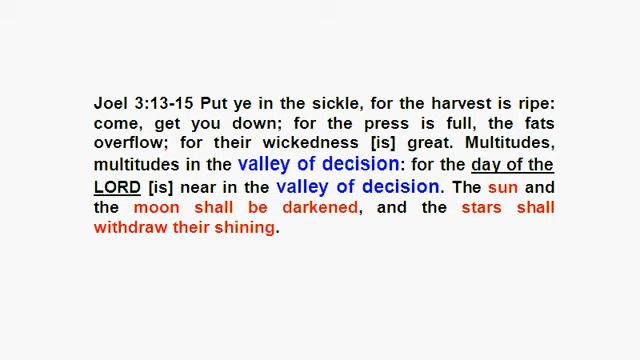 Joel 3:13-15 Put ye in the sickle, for the harvest is ripe:
come, get you down; for the press is full, the fats
overflow; for their wickedness [is] great. Multitudes,
multitudes in the valley of decision: for the day of the
LORD [is] near in the valley of decision. The sun and
the moon shall be darkened, and the stars shall
withdraw their shining.